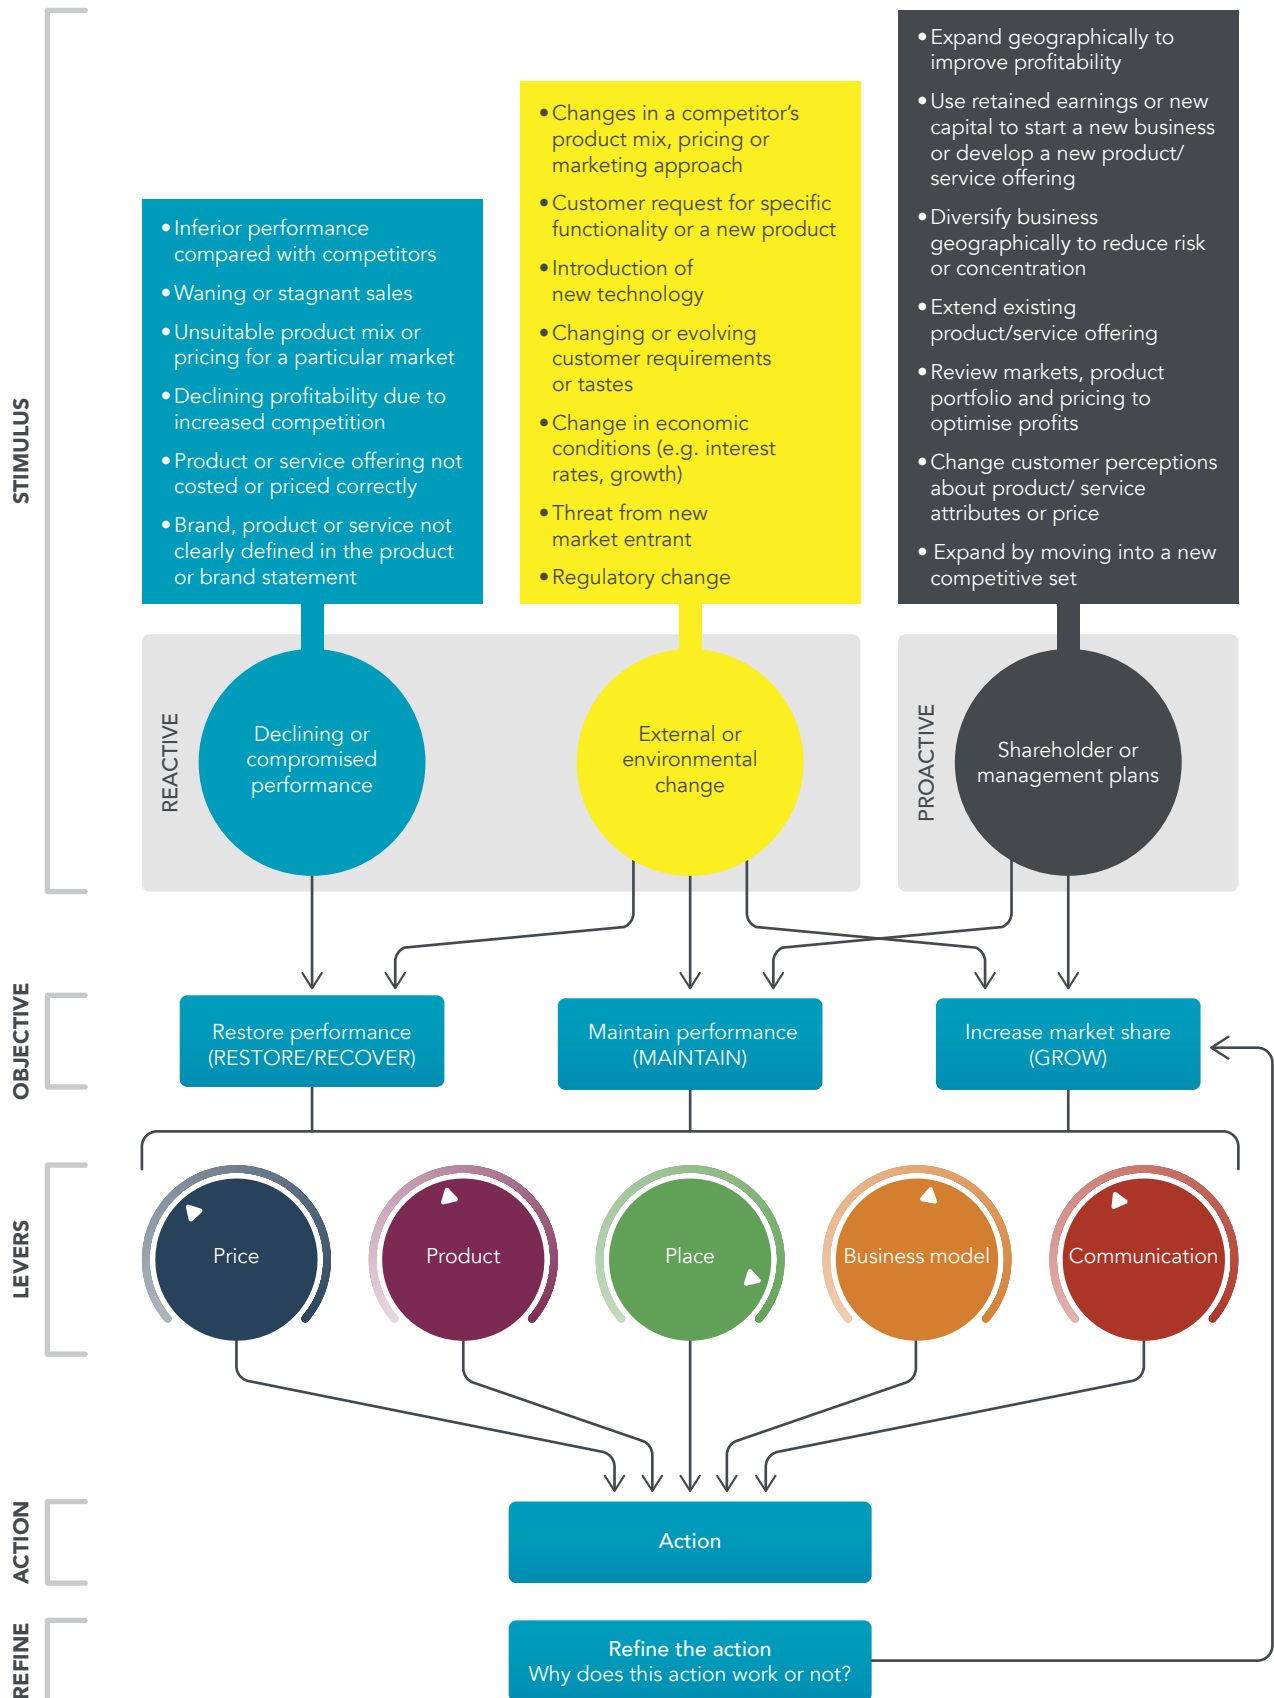 STIMULUS
• Inferior performance
compared with competitors
• Waning or stagnant sales
• Unsuitable product mix or
pricing for a particular market
• Declining profitability due to
increased competition
• Product or service offering not
costed or priced correctly
• Brand, product or service not
clearly defined in the product
or brand statement
• Changes in a competitor's
product mix, pricing or
marketing approach
• Customer request for specific
functionality or a new product
• Introduction of
new technology
• Changing or evolving
customer requirements
or tastes
• Change in economic
conditions (e.g. interest
rates, growth)
• Threat from new
market entrant
• Regulatory change
• Expand geographically to
improve profitability
• Use retained earnings or new
capital to start a new business
or develop a new product/
service offering
• Diversify business
geographically to reduce risk
or concentration
• Extend existing
product/service offering
• Review markets, product
portfolio and pricing to
optimise profits
• Change customer perceptions
about product/ service
attributes or price
• Expand by moving into a new
competitive set
REACTIVE
Declining or
compromised
performance
External or
environmental
change
PROACTIVE
Shareholder or
management plans
OBJECTIVE
Restore performance
(RESTORE/RECOVER)
Maintain performance
(MAINTAIN)
Increase market share
(GROW)
LEVERS
Price
Product
Place
Business model
Communication
ACTION
Action
REFINE
Refine the action
Why does this action work or not?